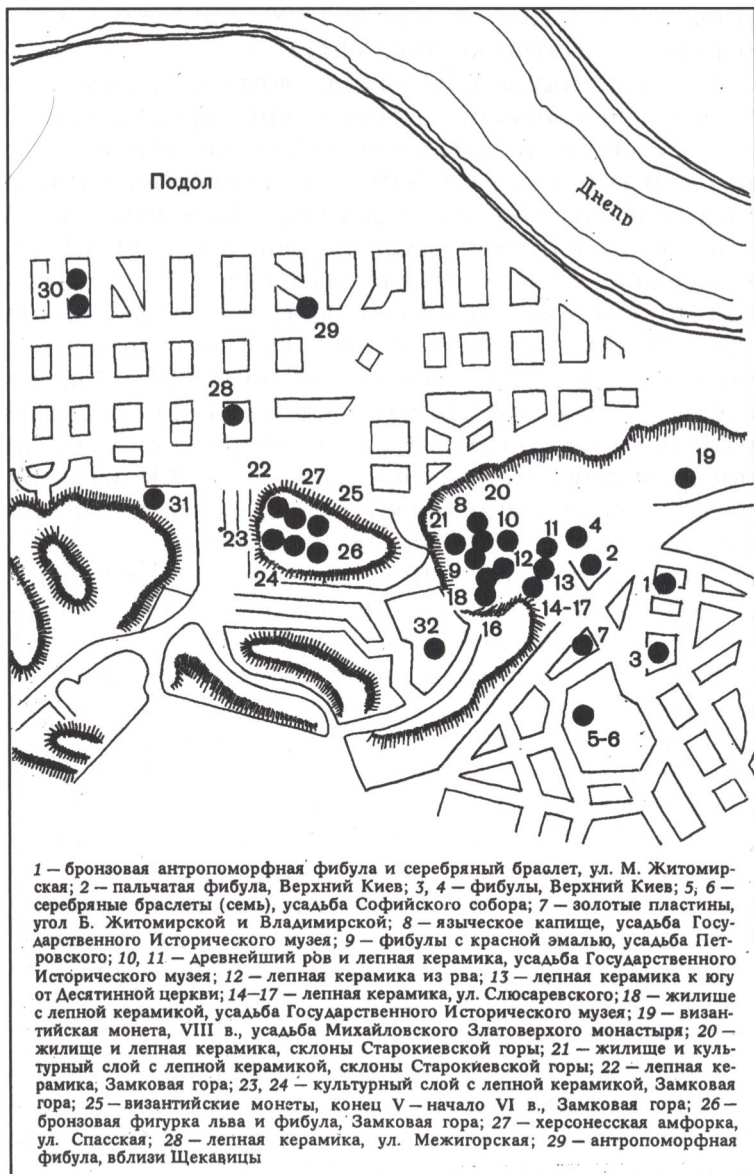 Подол
Днепр
30
29
28
19
22
27
25
20
8
31
21
10
11
4
23
26
12
2
9
24
18
13
1
14-17
16
32
7
3
5-6
1 — бронзовая антропоморфная фибула и серебряный браслет, ул. М. Житомир-
ская; 2 — пальчатая фибула, Верхний Киев; 3, 4 — фибулы, Верхний Киев; 5, 6 —
серебряные браслеты (семь), усадьба Софийского собора; 7 — золотые пластины,
угол Б. Житомирской и Владимирской; 8 — языческое капище, усадьба Госу-
дарственного Исторического музея; 9 — фибулы с красной эмалью, усадьба Пет-
ровского; 10, 11 — древнейший ров и лепная керамика, усадьба Государственного
Исторического музея; 12 — лепная керамика из рва; 13 — лепная керамика к югу
от Десятинной церкви; 14—17 — лепная керамика, ул. Слюсаревского; 18 — жилише
с лепной керамикой, усадьба Государственного Исторического музея; 19 — визан-
тийская монета, VIII в., усадьба Михайловского Златоверхого монастыря; 20 —
жилище и лепная керамика, склоны Старокиевской горы; 21 — жилище и куль-
турный слой с лепной керамикой, склоны Старокиевской горы; 22 — лепная ке-
рамика, Замковая гора; 23, 24 — культурный слой с лепной керамикой, Замковая
гора; 25 — византийские монеты, конец V — начало VI в., Замковая гора; 26 —
бронзовая фигурка льва и фибула, Замковая гора; 27 — херсонесская амфорка,
ул. Спасская; 28 — лепная керамика, ул. Межигорская; 29 — антропоморфная
фибула, вблизи Щекавицы